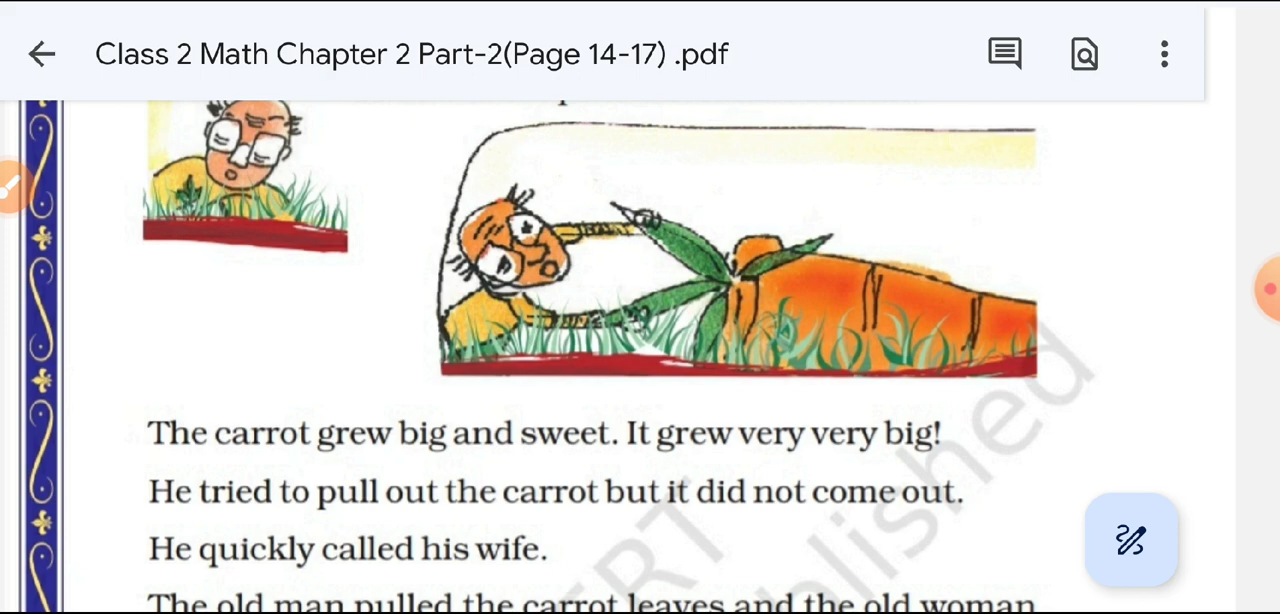 Class 2 Math Chapter 2 Part-2(Page 14-17) .pdf
The carrot grew big and sweet. It grew very very big!
He tried to pull out the carrot but it did not come out.
He quickly called his wife.
The old man pulled the carrot leaves and the old woman